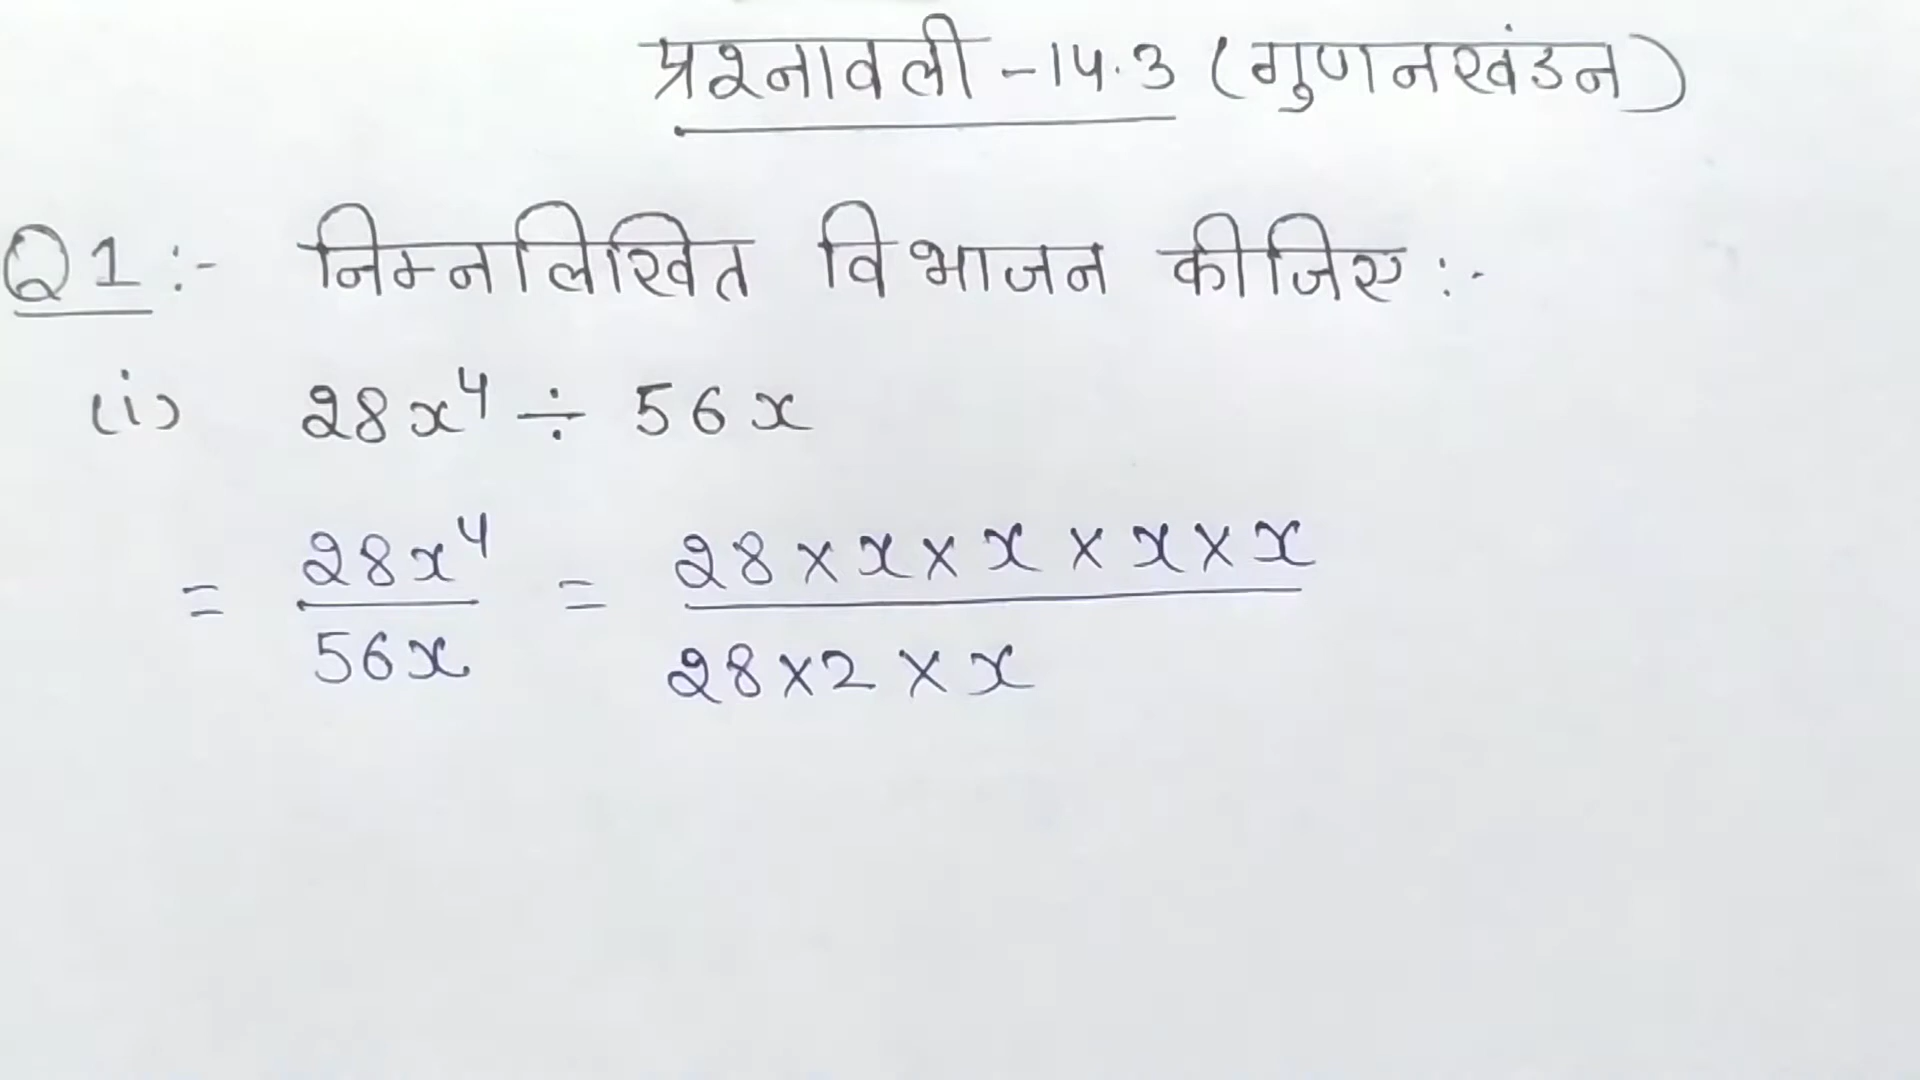 प्रश्नावली -14.3 (गुणनखंडन)
Q1:- निम्नलिखित विभाजन कीजिए:-
(i) 28x⁴ ÷ 56x
= 28x⁴/56x = 28×x×x×x×x/28×2×x